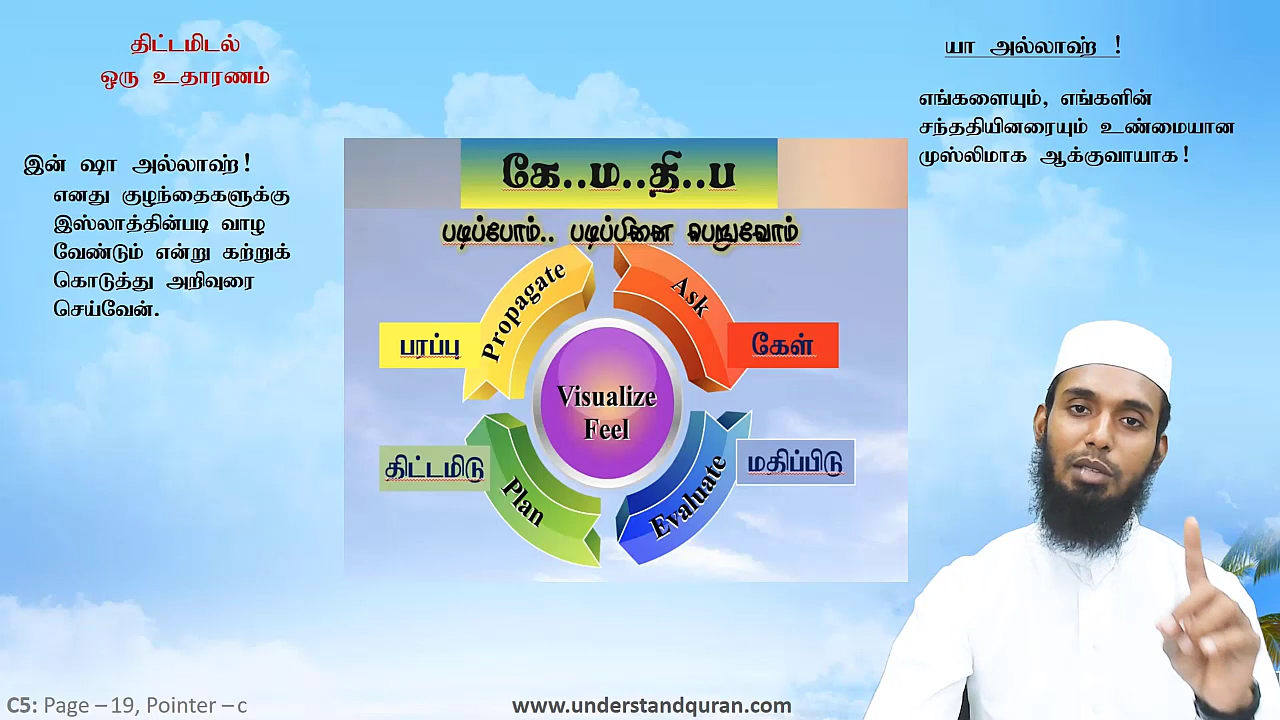 திட்டமிடல்
ஒரு உதாரணம்
இன் ஷா அல்லாஹ்!
எனது குழந்தைகளுக்கு
இஸ்லாத்தின்படி வாழ
வேண்டும் என்று கற்றுக்
கொடுத்து அறிவுரை
செய்வேன்.
கே..ம..தி..ப
படிப்போம்.. படிப்பினை பெறுவோம்
Propagate
Ask
பரப்பு
கேள்
Visualize
Feel
திட்டமிடு
மதிப்பிடு
Plan
Evaluate
யா அல்லாஹ் !
எங்களையும், எங்களின்
சந்ததியினரையும் உண்மையான
முஸ்லிமாக ஆக்குவாயாக!
C5: Page – 19, Pointer – c
www.understandquran.com